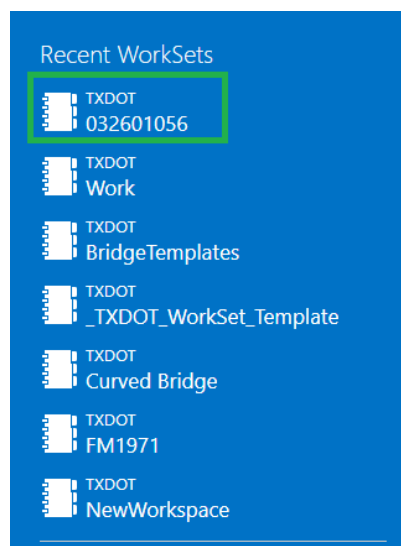 Recent WorkSets
TXDOT
032601056
TXDOT
Work
TXDOT
BridgeTemplates
TXDOT
_TXDOT_WorkSet_Template
TXDOT
Curved Bridge
TXDOT
FM1971
TXDOT
NewWorkspace